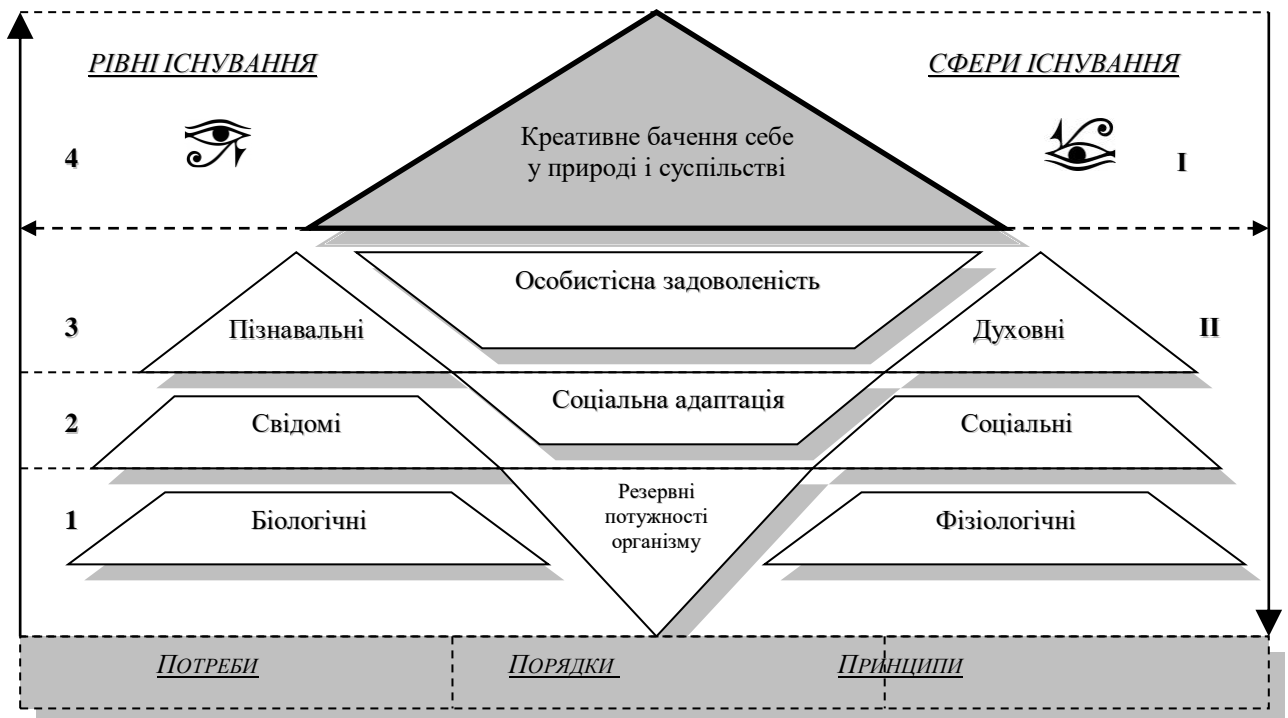 РІВНІ ІСНУВАННЯ
СФЕРИ ІСНУВАННЯ
Креативне бачення себе
у природі і суспільстві
4
I
Особистісна задоволеність
3
Пізнавальні
Духовні
II
Соціальна адаптація
2
Свідомі
Соціальні
Резервні
потужності
організму
1
Біологічні
Фізіологічні
ПОТРЕБИ
ПОРЯДКИ
ПРИНЦИПИ